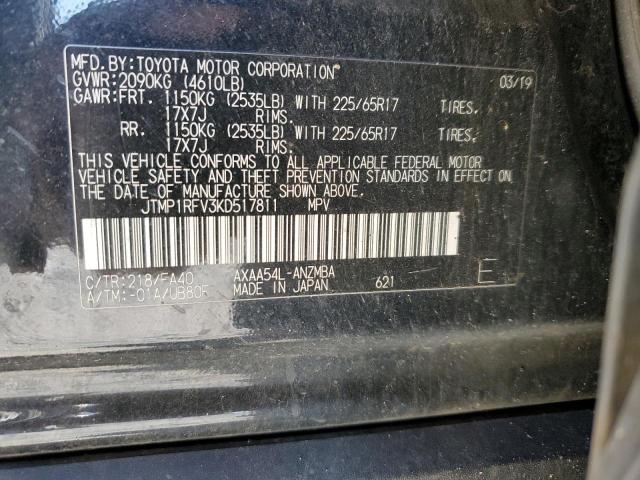 MFD.BY:TOYOTA MOTOR CORPORATION 03/19
GVWR:2090KG (4610LB)
GAWR:FRT. 1150KG (2535LB) WITH 225/65R17 TIRES.
17X7J RIMS.
RR. 1150KG (2535LB) WITH 225/65R17 TIRES.
17X7J RIMS.
THIS VEHICLE CONFORMS TO ALL APPLICABLE FEDERAL MOTOR
VEHICLE SAFETY AND THEFT PREVENTION STANDARDS IN EFFECT ON
THE DATE OF MANUFACTURE SHOWN ABOVE.
JTMP1RFV3KD517811 MPV
C/TR:218/FA40 AXAA54L-ANZMBA
A/TM:-01A/UB80F MADE IN JAPAN 621 E